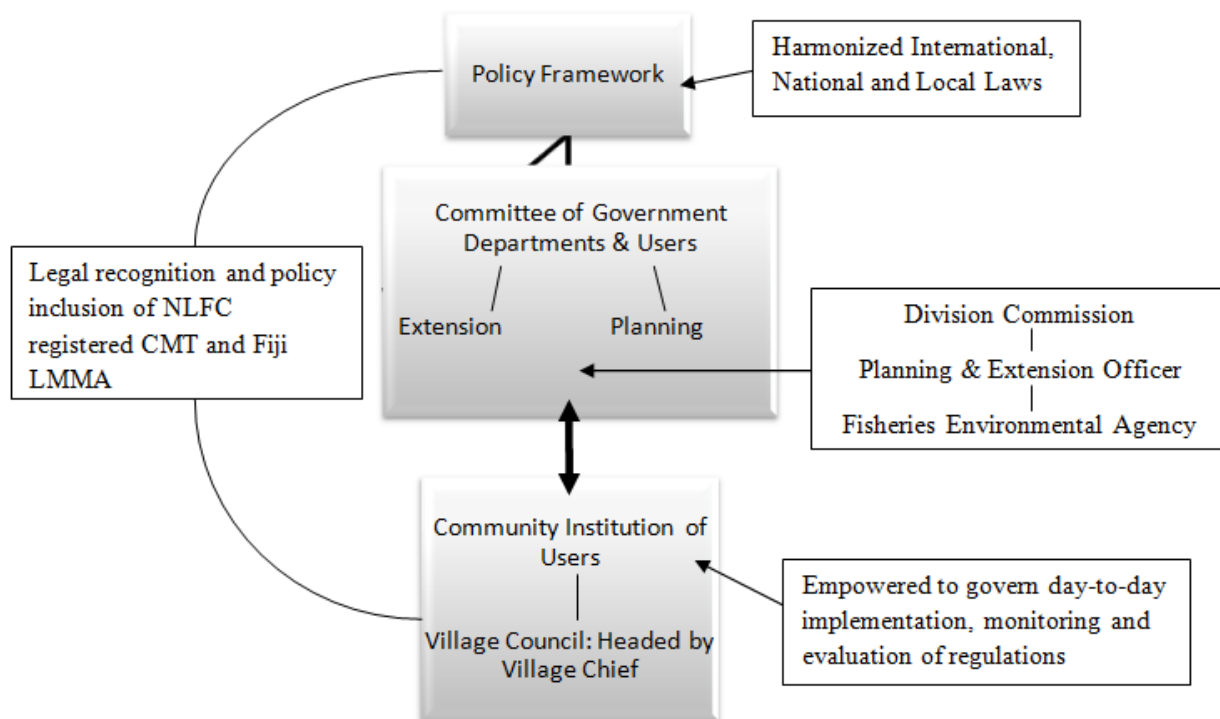 Policy Framework
Harmonized International,
National and Local Laws
Committee of Government
Departments & Users
Extension
Planning
Legal recognition and policy
inclusion of NLFC
registered CMT and Fiji
LMMA
Division Commission
Planning & Extension Officer
Fisheries Environmental Agency
Community Institution of
Users
Village Council: Headed by
Village Chief
Empowered to govern day-to-day
implementation, monitoring and
evaluation of regulations